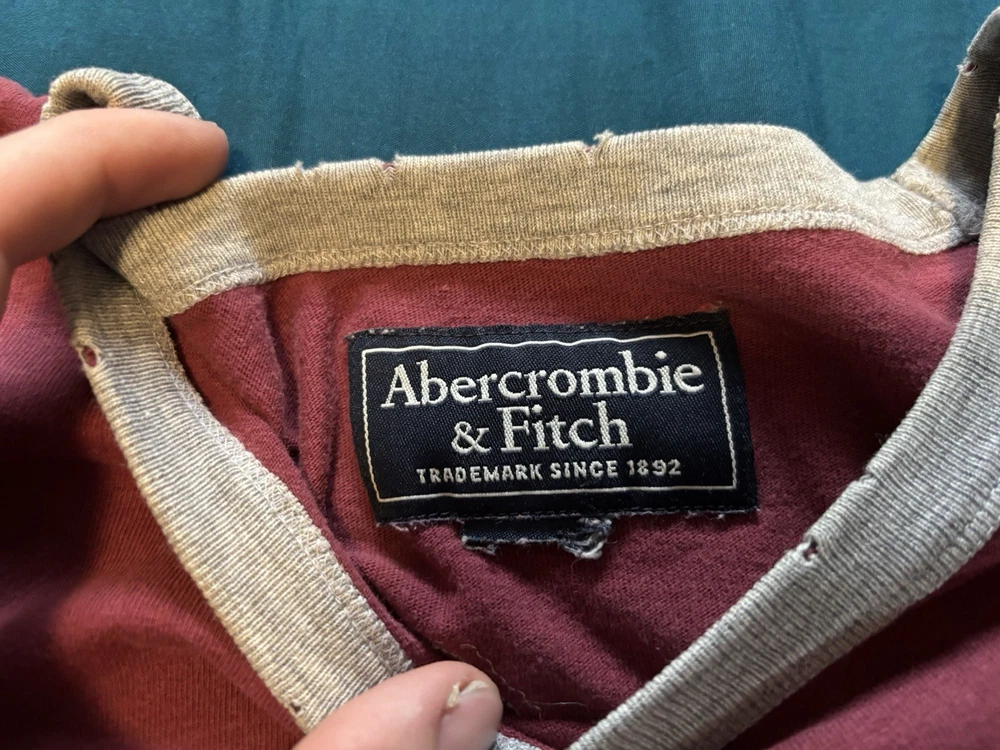 Abercrombie
& Fitch
TRADEMARK SINCE 1892